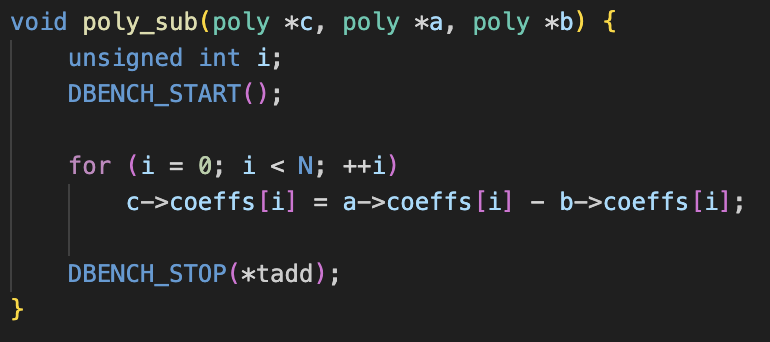 void poly_sub(poly *c, poly *a, poly *b) {
    unsigned int i;
    DBENCH_START();

    for (i = 0; i < N; ++i)
        c->coeffs[i] = a->coeffs[i] - b->coeffs[i];

    DBENCH_STOP(*tadd);
}